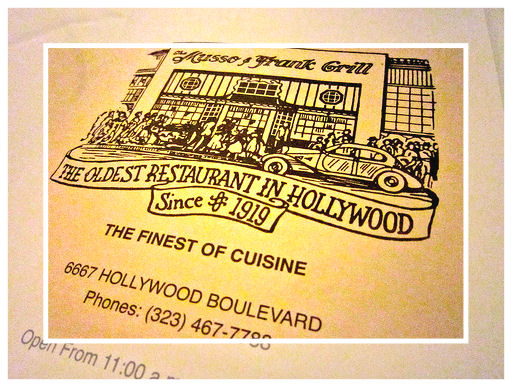 The Musso & Frank Grill
THE OLDEST RESTAURANT IN HOLLYWOOD
Since 1919
THE FINEST OF CUISINE
6667 HOLLYWOOD BOULEVARD
Phones: (323) 467-7788
Open From 11:00 a